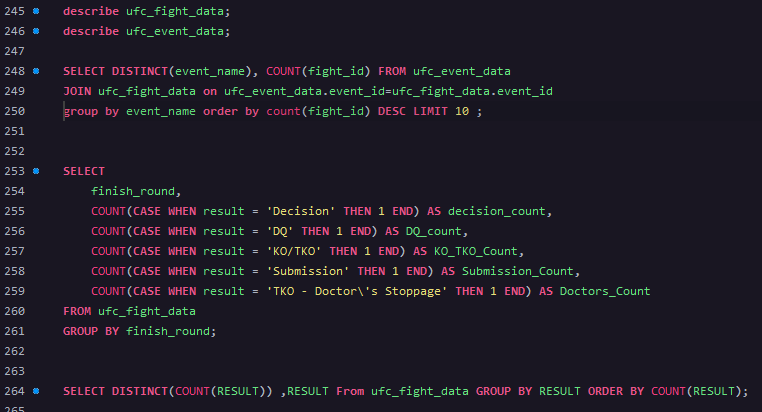 245 describe ufc_fight_data;
246 describe ufc_event_data;
247
248 SELECT DISTINCT(event_name), COUNT(fight_id) FROM ufc_event_data
249 JOIN ufc_fight_data on ufc_event_data.event_id=ufc_fight_data.event_id
250 group by event_name order by count(fight_id) DESC LIMIT 10 ;
251
252
253 SELECT
254     finish_round,
255     COUNT(CASE WHEN result = 'Decision' THEN 1 END) AS decision_count,
256     COUNT(CASE WHEN result = 'DQ' THEN 1 END) AS DQ_count,
257     COUNT(CASE WHEN result = 'KO/TKO' THEN 1 END) AS KO_TKO_Count,
258     COUNT(CASE WHEN result = 'Submission' THEN 1 END) AS Submission_Count,
259     COUNT(CASE WHEN result = 'TKO - Doctor\'s Stoppage' THEN 1 END) AS Doctors_Count
260 FROM ufc_fight_data
261 GROUP BY finish_round;
262
263
264 SELECT DISTINCT(COUNT(RESULT)) ,RESULT From ufc_fight_data GROUP BY RESULT ORDER BY COUNT(RESULT);
265